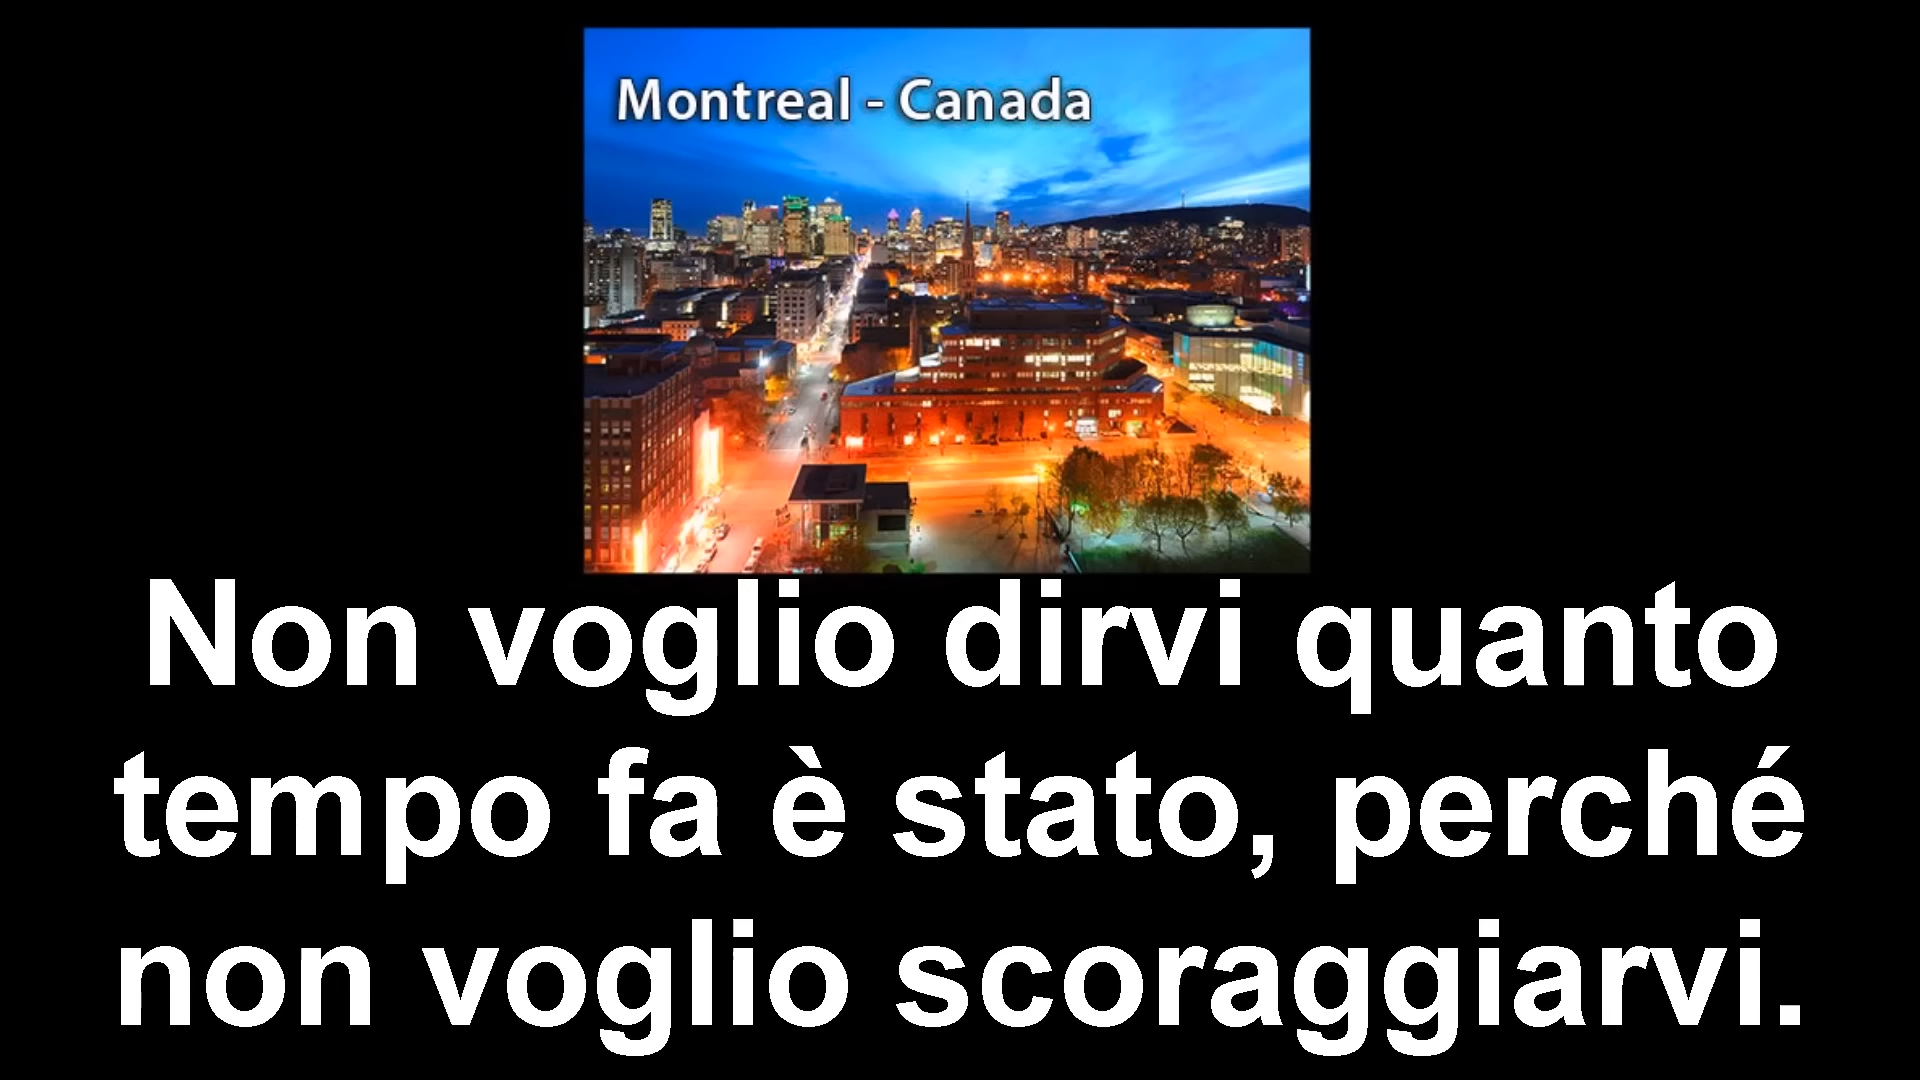 Montreal - Canada
Non voglio dirvi quanto
tempo fa è stato, perché
non voglio scoraggiarvi.